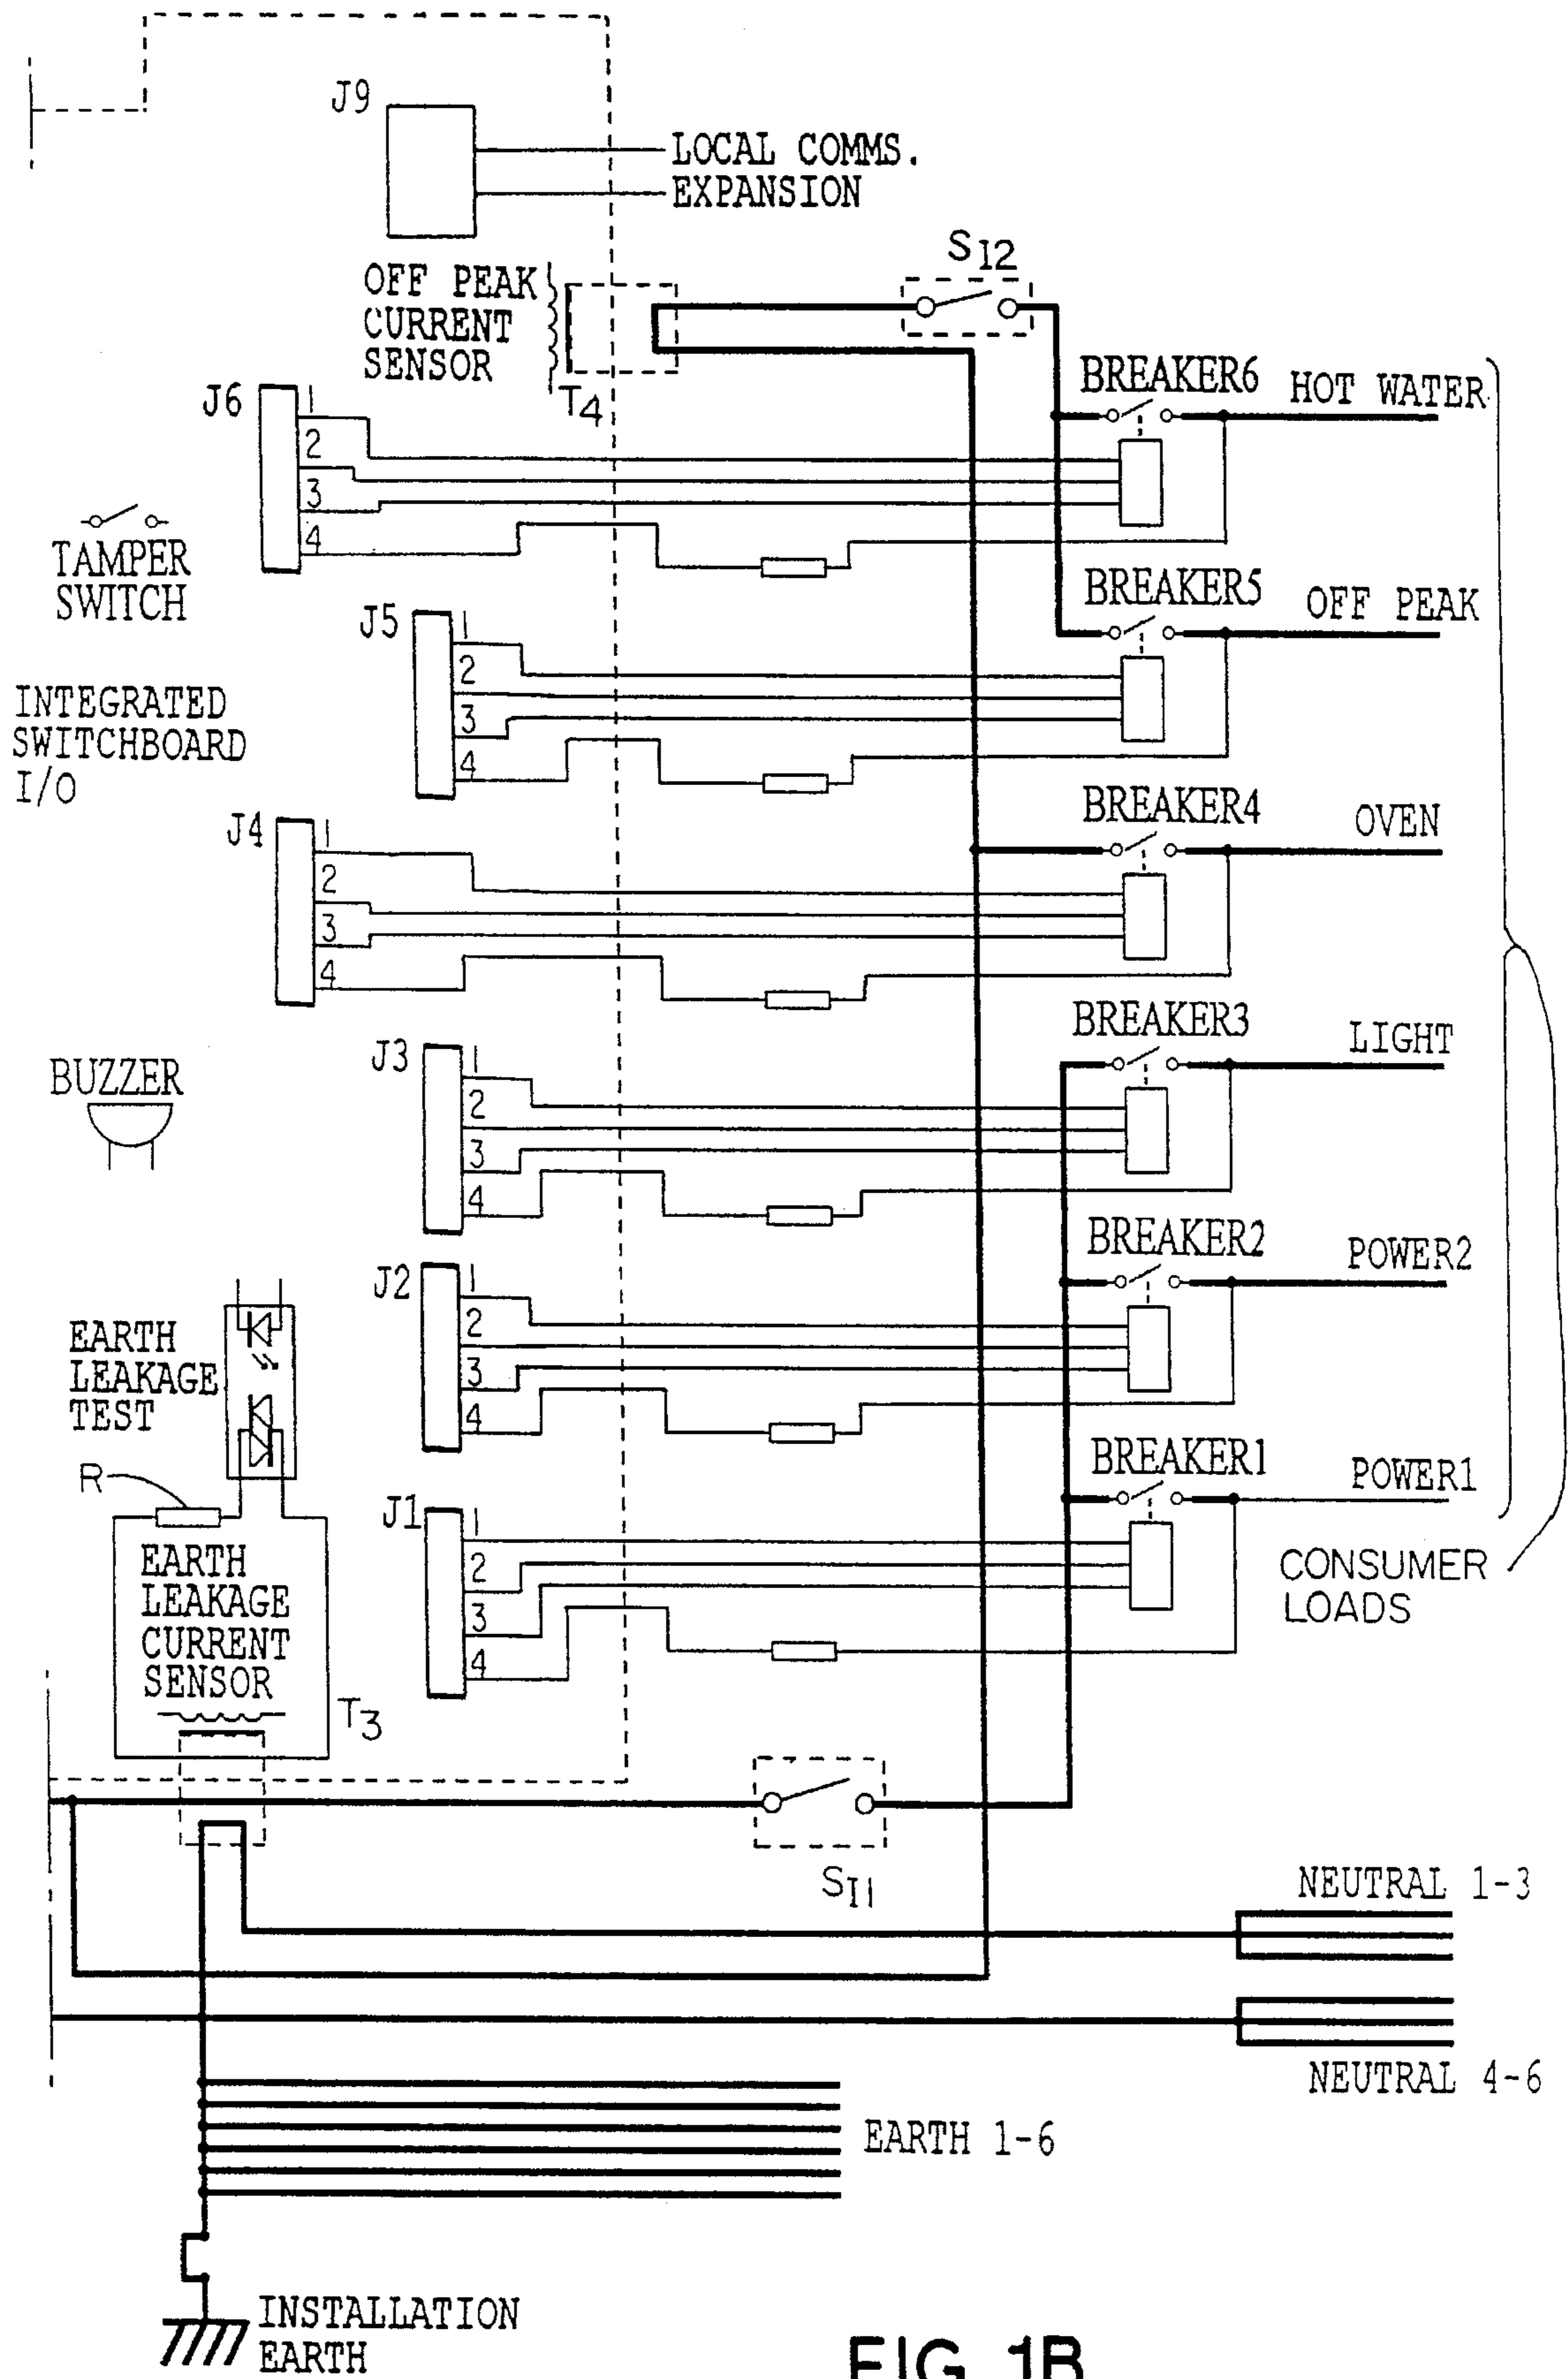 J9
LOCAL COMMS.
EXPANSION
S I2
OFF PEAK
CURRENT
SENSOR
T4
BREAKER6
HOT WATER
J6
1
2
3
4
TAMPER
SWITCH
BREAKER5
OFF PEAK
J5
1
2
3
4
INTEGRATED
SWITCHBOARD
I/O
BREAKER4
OVEN
J4
1
2
3
4
BREAKER3
LIGHT
J3
1
2
3
4
BUZZER
BREAKER2
POWER2
J2
1
2
3
4
EARTH
LEAKAGE
TEST
R
BREAKER1
POWER1
J1
1
2
3
4
EARTH
LEAKAGE
CURRENT
SENSOR
T3
CONSUMER
LOADS
S I1
NEUTRAL 1-3
NEUTRAL 4-6
EARTH 1-6
INSTALLATION
EARTH
FIG. 1B